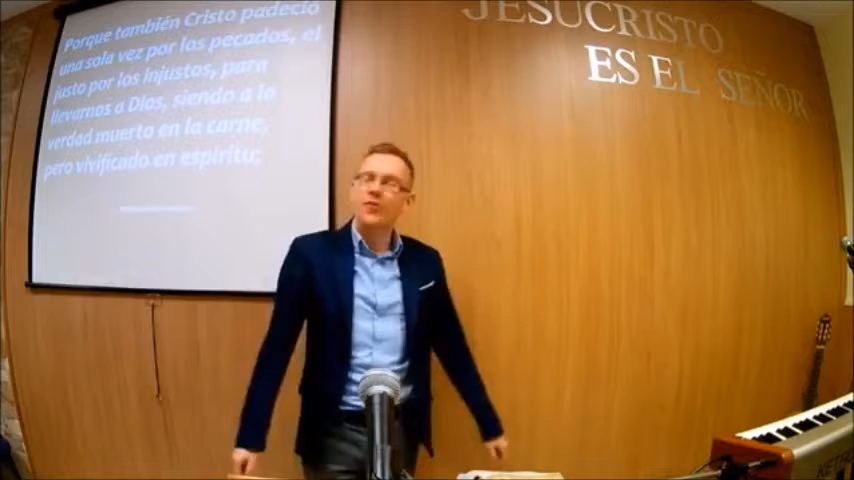 Porque también Cristo padeció
una sola vez por los pecados, el
justo por los injustos, para
llevarnos a Dios, siendo a la
verdad muerto en la carne,
pero vivificado en espíritu;
JESUCRISTO
ES EL SEÑOR